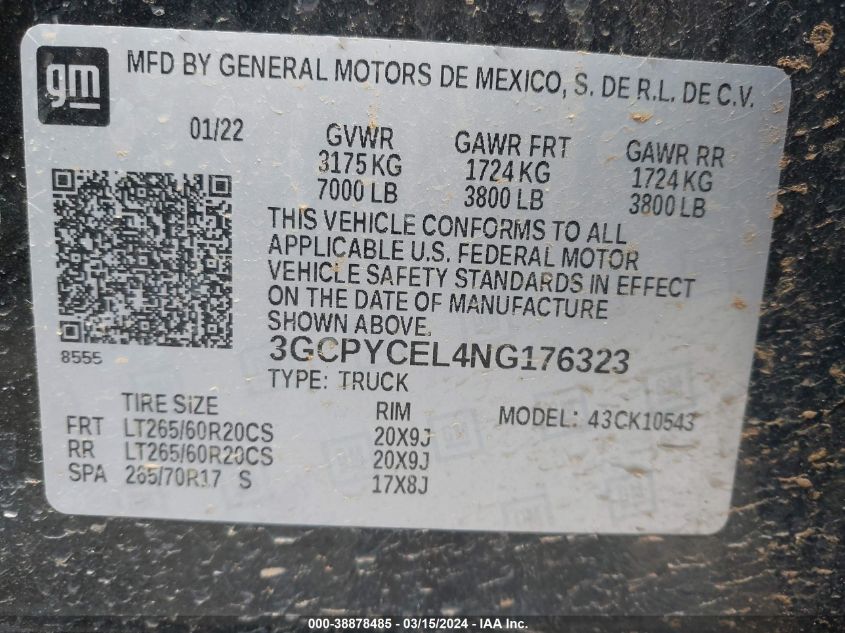 gm
MFD BY GENERAL MOTORS DE MEXICO, S. DE R.L. DE C.V.
01/22
GVWR
3175 KG
7000 LB
GAWR FRT
1724 KG
3800 LB
GAWR RR
1724 KG
3800 LB
THIS VEHICLE CONFORMS TO ALL
APPLICABLE U.S. FEDERAL MOTOR
VEHICLE SAFETY STANDARDS IN EFFECT
ON THE DATE OF MANUFACTURE
SHOWN ABOVE.
8555
3GCPYCEL4NG176323
TYPE: TRUCK
TIRE SIZE RIM MODEL: 43CK10543
FRT LT265/60R20CS 20X9J
RR LT265/60R20CS 20X9J
SPA 265/70R17 S 17X8J
000-38878485 - 03/15/2024 - IAAI.com